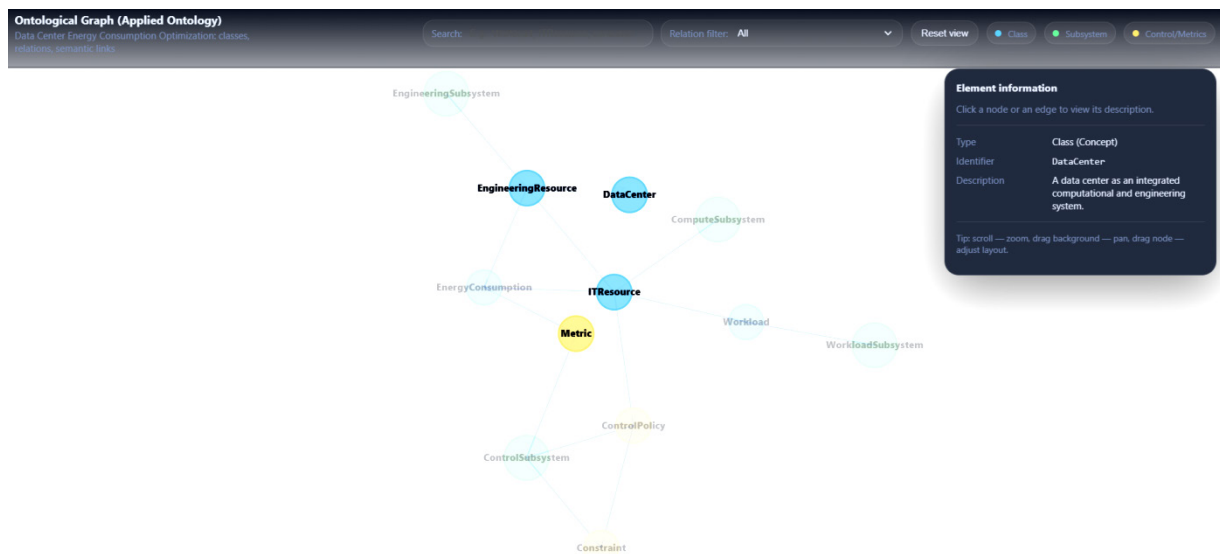 Ontological Graph (Applied Ontology)
Data Center Energy Consumption Optimization: classes,
relations, semantic links
Search:
Relation filter: All
Reset view
Class
Subsystem
Control/Metrics
Element information
Click a node or an edge to view its description.
Type Class (Concept)
Identifier DataCenter
Description A data center as an integrated
computational and engineering
system.
Tip: scroll — zoom, drag background — pan, drag node —
adjust layout.
EngineeringSubsystem
EngineeringResource
DataCenter
ComputeSubsystem
EnergyConsumption
ITResource
Metric
Workload
WorkloadSubsystem
ControlPolicy
ControlSubsystem
Constraint